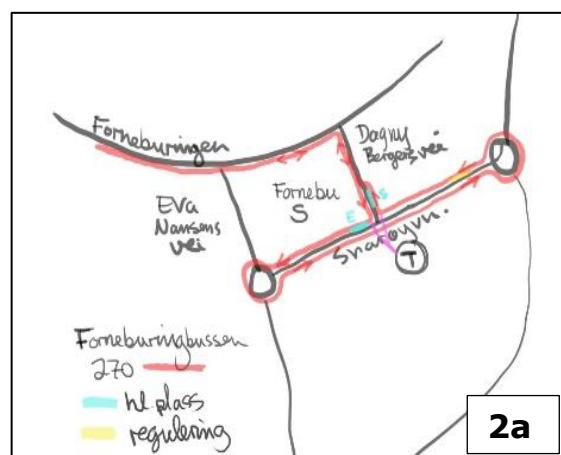 Forneburingen
Dagny
Bergers vei
Eva
Nansens
vei
Fornebu
S
S
E
Snarøyvn.
T
Forneburingbussen
270
hl.plass
regulering
2a